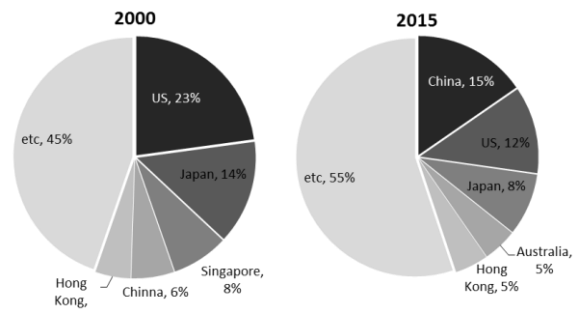 2000
US, 23%
Japan, 14%
Singapore,
8%
Chinna, 6%
Hong
Kong,
etc, 45%
2015
China, 15%
US, 12%
Japan, 8%
Australia,
5%
Hong
Kong, 5%
etc, 55%